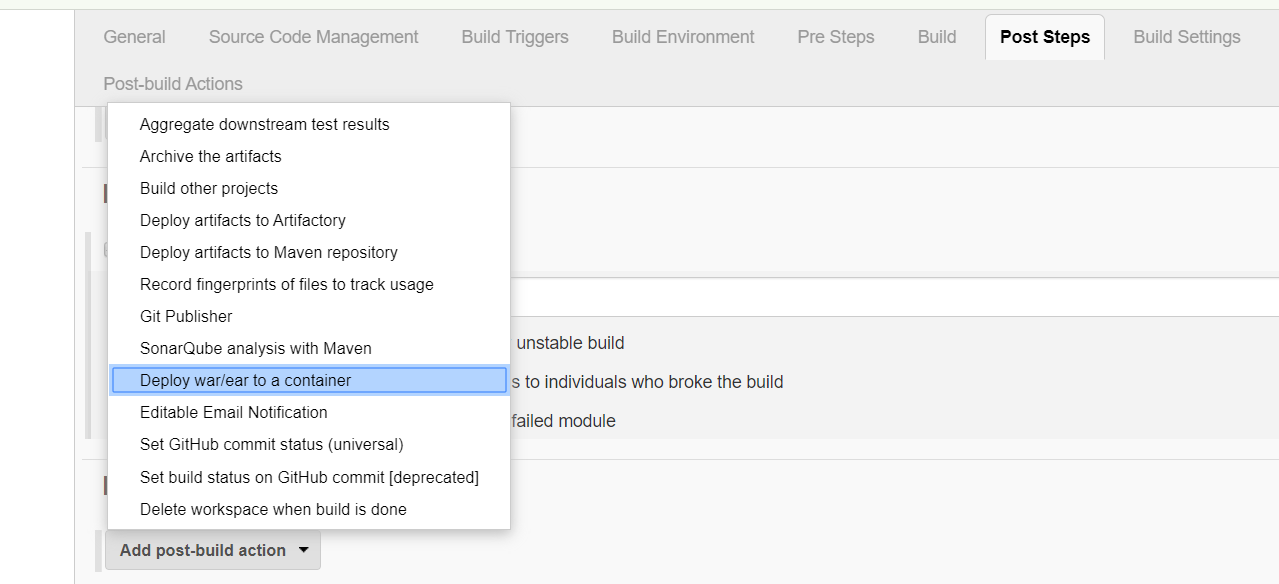 General Source Code Management Build Triggers Build Environment Pre Steps Build Post Steps Build Settings
Post-build Actions
Aggregate downstream test results
Archive the artifacts
Build other projects
Deploy artifacts to Artifactory
Deploy artifacts to Maven repository
Record fingerprints of files to track usage
Git Publisher
SonarQube analysis with Maven
unstable build
Deploy war/ear to a container
s to individuals who broke the build
Editable Email Notification
failed module
Set GitHub commit status (universal)
Set build status on GitHub commit [deprecated]
Delete workspace when build is done
Add post-build action